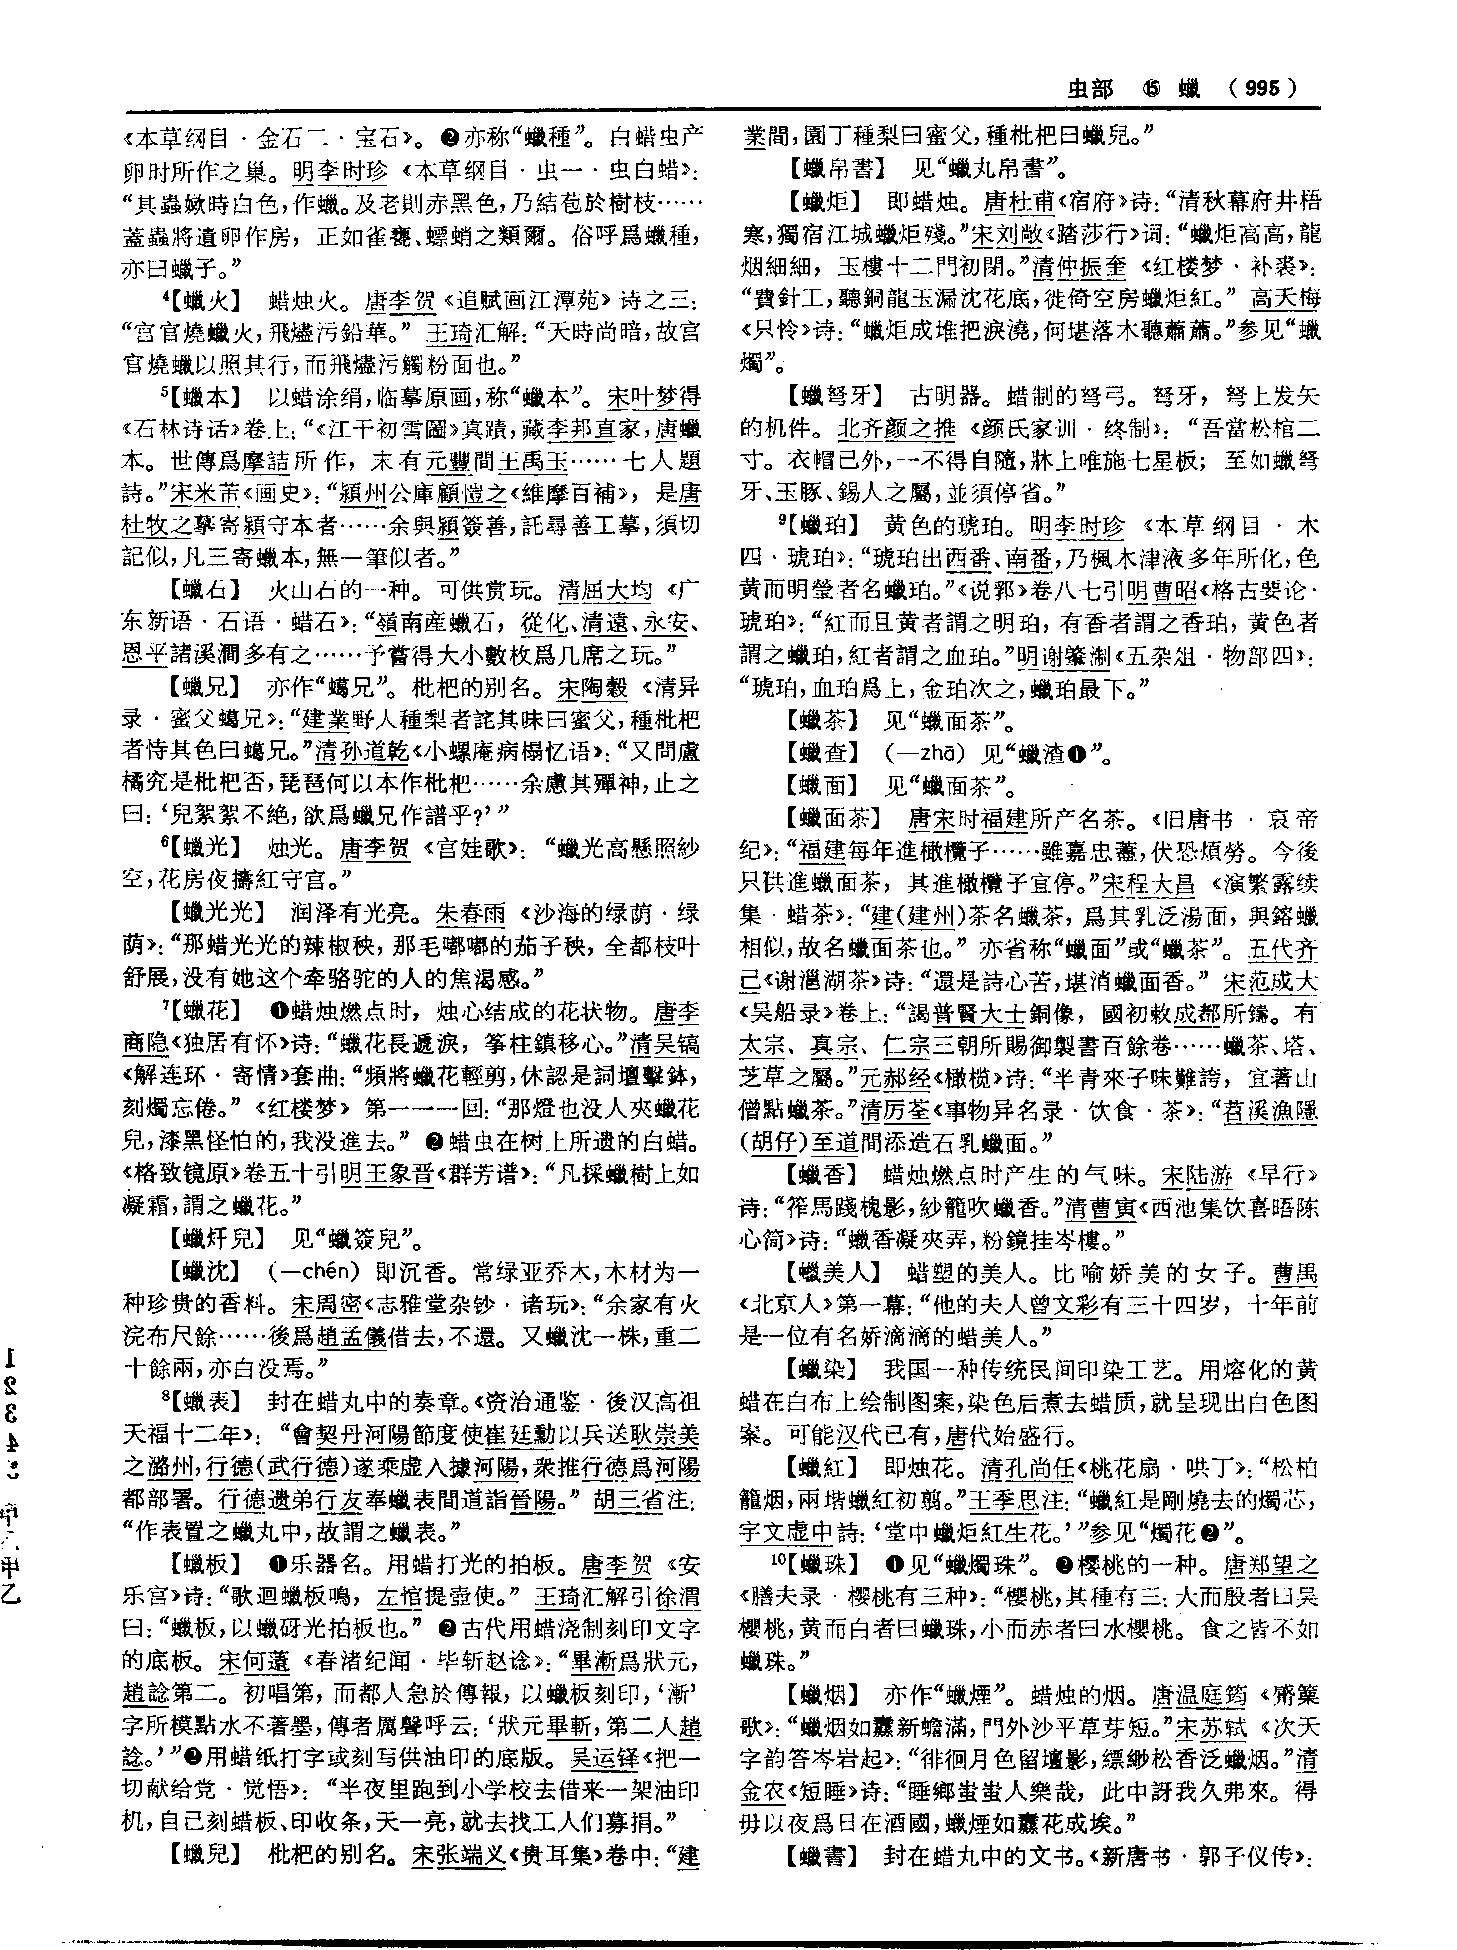 虫部 ⑮ 蠟 （995）
《本草纲目·金石二·宝石》。❷亦称“蠟種”。白蜡虫产
卵时所作之巢。明李时珍《本草纲目·虫一·虫白蜡》：
“其蟲嫩時白色，作蠟。及老則赤黑色，乃結苞於樹枝……
蓋蟲將遺卵作房，正如雀甕、螵蛸之類爾。俗呼爲蠟種，
亦曰蠟子。”
⁴【蠟火】 蜡烛火。唐李贺《追赋画江潭苑》诗之三：
“宫官燒蠟火，飛燼污鉛華。”王琦汇解：“天時尚暗，故宫
官燒蠟以照其行，而飛燼污觸粉面也。”
⁵【蠟本】 以蜡涂绢，临摹原画，称“蠟本”。宋叶梦得
《石林诗话》卷上：“《江干初雪圖》真蹟，藏李邦直家，唐蠟
本。世傳爲摩詰所作，末有元豐間王禹玉……七人題
詩。”宋米芾《画史》：“潁州公庫顧愷之《維摩百補》，是唐
杜牧之摹寄潁守本者……余與潁簽善，託尋善工摹，須切
記似，凡三寄蠟本，無一筆似者。”
【蠟石】 火山石的一种。可供赏玩。清屈大均《广
东新语·石语·蜡石》：“嶺南産蠟石，從化、清遠、永安、
恩平諸溪澗多有之……予嘗得大小數枚爲几席之玩。”
【蠟兄】 亦作“蝋兄”。枇杷的别名。宋陶穀《清异
录·蜜父蝋兄》：“建業野人種梨者詫其味曰蜜父，種枇杷
者恃其色曰蝋兄。”清孙道乾《小螺庵病榻忆语》：“又問盧
橘究是枇杷否，琵琶何以本作枇杷……余慮其殫神，止之
曰：‘兒絮絮不絶，欲爲蠟兄作譜乎？’”
⁶【蠟光】 烛光。唐李贺《宫娃歌》：“蠟光高懸照紗
空，花房夜擣紅守宫。”
【蠟光光】 润泽有光亮。朱春雨《沙海的绿荫·绿
荫》：“那蜡光光的辣椒秧，那毛嘟嘟的茄子秧，全都枝叶
舒展，没有她这个牵骆驼的人的焦渴感。”
⁷【蠟花】 ❶蜡烛燃点时，烛心结成的花状物。唐李
商隐《独居有怀》诗：“蠟花長遞淚，筝柱鎮移心。”清吴镐
《解连环·寄情》套曲：“頻將蠟花輕剪，休認是詞壇擊鉢，
刻燭忘倦。”《红楼梦》第一一一回：“那燈也没人夾蠟花
兒，漆黑怪怕的，我没進去。”❷蜡虫在树上所遗的白蜡。
《格致镜原》卷五十引明王象晋《群芳谱》：“凡採蠟樹上如
凝霜，謂之蠟花。”
【蠟扦兒】 见“蠟簽兒”。
【蠟沈】 （—chén）即沉香。常绿亚乔木，木材为一
种珍贵的香料。宋周密《志雅堂杂钞·诸玩》：“余家有火
浣布尺餘……後爲趙孟儀借去，不還。又蠟沈一株，重二
十餘兩，亦白没焉。”
⁸【蠟表】 封在蜡丸中的奏章。《资治通鉴·後汉高祖
天福十二年》：“會契丹河陽節度使崔廷勳以兵送耿崇美
之潞州，行德（武行德）遂乘虚入據河陽，衆推行德爲河陽
都部署。行德遣弟行友奉蠟表間道詣晉陽。”胡三省注：
“作表置之蠟丸中，故謂之蠟表。”
【蠟板】 ❶乐器名。用蜡打光的拍板。唐李贺《安
乐宫》诗：“歌迴蠟板鳴，左悺提壺使。”王琦汇解引徐渭
曰：“蠟板，以蠟砑光拍板也。”❷古代用蜡浇制刻印文字
的底板。宋何薳《春渚纪闻·毕斩赵谂》：“畢漸爲狀元，
趙諗第二。初唱第，而都人急於傳報，以蠟板刻印，‘漸’
字所模點水不著墨，傳者厲聲呼云：‘狀元畢斬，第二人趙
諗。’”❸用蜡纸打字或刻写供油印的底版。吴运铎《把一
切献给党·觉悟》：“半夜里跑到小学校去借来一架油印
机，自己刻蜡板、印收条，天一亮，就去找工人们募捐。”
【蠟兒】 枇杷的别名。宋张端义《贵耳集》卷中：“建
業間，園丁種梨曰蜜父，種枇杷曰蠟兒。”
【蠟帛書】 见“蠟丸帛書”。
【蠟炬】 即蜡烛。唐杜甫《宿府》诗：“清秋幕府井梧
寒，獨宿江城蠟炬殘。”宋刘敞《踏莎行》词：“蠟炬高高，龍
烟細細，玉樓十二門初閉。”清仲振奎《红楼梦·补裘》：
“費針工，聽銅龍玉漏沈花底，徙倚空房蠟炬紅。”高天梅
《只怜》诗：“蠟炬成堆把淚澆，何堪落木聽蕭蕭。”参见“蠟
燭”。
【蠟弩牙】 古明器。蜡制的弩弓。弩牙，弩上发矢
的机件。北齐颜之推《颜氏家训·终制》：“吾當松棺二
寸。衣帽已外，一不得自隨，牀上唯施七星板；至如蠟弩
牙、玉豚、錫人之屬，並須停省。”
⁹【蠟珀】 黄色的琥珀。明李时珍《本草纲目·木
四·琥珀》：“琥珀出西番、南番，乃楓木津液多年所化，色
黄而明瑩者名蠟珀。”《说郛》卷八七引明曹昭《格古要论·
琥珀》：“紅而且黄者謂之明珀，有香者謂之香珀，黄色者
謂之蠟珀，紅者謂之血珀。”明谢肇淛《五杂俎·物部四》：
“琥珀，血珀爲上，金珀次之，蠟珀最下。”
【蠟茶】 见“蠟面茶”。
【蠟查】 （—zhā）见“蠟渣❶”。
【蠟面】 见“蠟面茶”。
【蠟面茶】 唐宋时福建所产名茶。《旧唐书·哀帝
纪》：“福建每年進橄欖子……雖嘉忠藎，伏恐煩勞。今後
只供進蠟面茶，其進橄欖子宜停。”宋程大昌《演繁露续
集·蜡茶》：“建（建州）茶名蠟茶，爲其乳泛湯面，與鎔蠟
相似，故名蠟面茶也。”亦省称“蠟面”或“蠟茶”。五代齐
己《谢㴩湖茶》诗：“還是詩心苦，堪消蠟面香。”宋范成大
《吴船录》卷上：“謁普賢大士銅像，國初敕成都所鑄。有
太宗、真宗、仁宗三朝所賜御製書百餘卷……蠟茶、塔、
芝草之屬。”元郝经《橄榄》诗：“半青來子味難誇，宜著山
僧點蠟茶。”清厉荃《事物异名录·饮食·茶》：“苕溪漁隱
（胡仔）至道間添造石乳蠟面。”
【蠟香】 蜡烛燃点时产生的气味。宋陆游《早行》
诗：“筰馬踐槐影，紗籠吹蠟香。”清曹寅《西池集饮喜晤陈
心简》诗：“蠟香凝夾弄，粉鏡挂岑樓。”
【蠟美人】 蜡塑的美人。比喻娇美的女子。曹禺
《北京人》第一幕：“他的夫人曾文彩有三十四岁，十年前
是一位有名娇滴滴的蜡美人。”
【蠟染】 我国一种传统民间印染工艺。用熔化的黄
蜡在白布上绘制图案，染色后煮去蜡质，就呈现出白色图
案。可能汉代已有，唐代始盛行。
【蠟紅】 即烛花。清孔尚任《桃花扇·哄丁》：“松柏
籠烟，兩堦蠟紅初翦。”王季思注：“蠟紅是剛燒去的燭芯，
宇文虚中詩：‘堂中蠟炬紅生花。’”参见“燭花❷”。
¹⁰【蠟珠】 ❶见“蠟燭珠”。❷樱桃的一种。唐郑望之
《膳夫录·樱桃有三种》：“櫻桃，其種有三：大而殷者曰吴
櫻桃，黄而白者曰蠟珠，小而赤者曰水櫻桃。食之皆不如
蠟珠。”
【蠟烟】 亦作“蠟煙”。蜡烛的烟。唐温庭筠《觱篥
歌》：“蠟烟如纛新蟾滿，門外沙平草芽短。”宋苏轼《次天
字韵答岑岩起》：“徘徊月色留壇影，縹緲松香泛蠟烟。”清
金农《短睡》诗：“睡鄉蚩蚩人樂哉，此中訝我久弗來。得
毋以夜爲日在酒國，蠟煙如纛花成埃。”
【蠟書】 封在蜡丸中的文书。《新唐书·郭子仪传》：